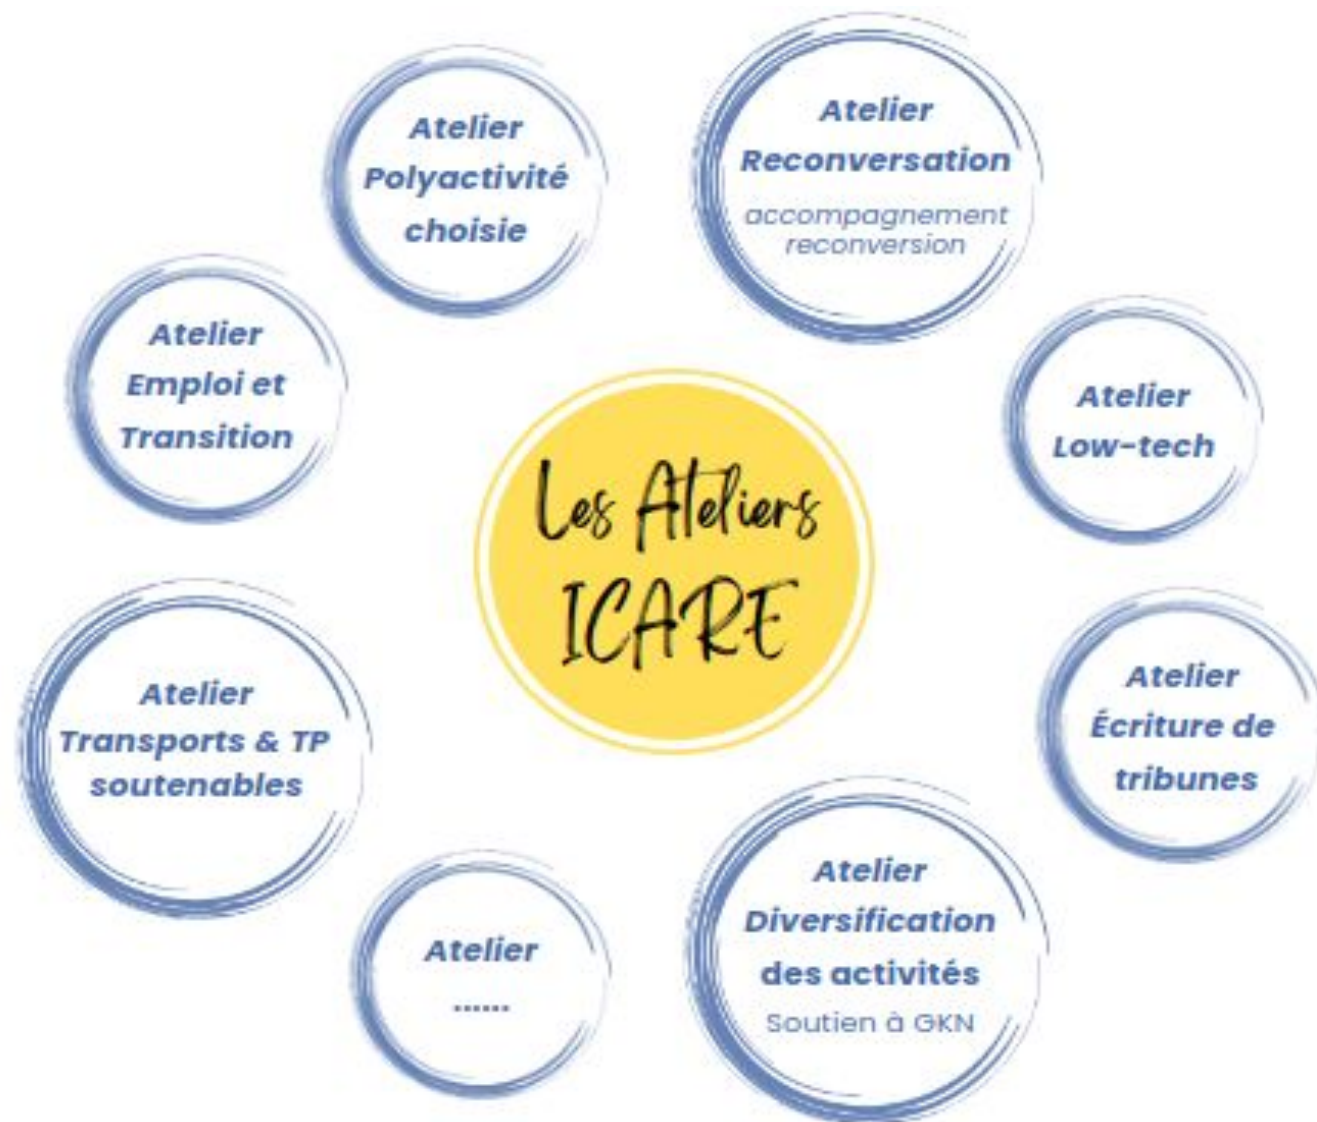 Atelier
Polyactivité
choisie
Atelier
Reconversation
accompagnement
reconversion
Atelier
Emploi et
Transition
Atelier
Low-tech
Les Ateliers
ICARE
Atelier
Transports & TP
soutenables
Atelier
Écriture de
tribunes
Atelier
......
Atelier
Diversification
des activités
Soutien à GKN